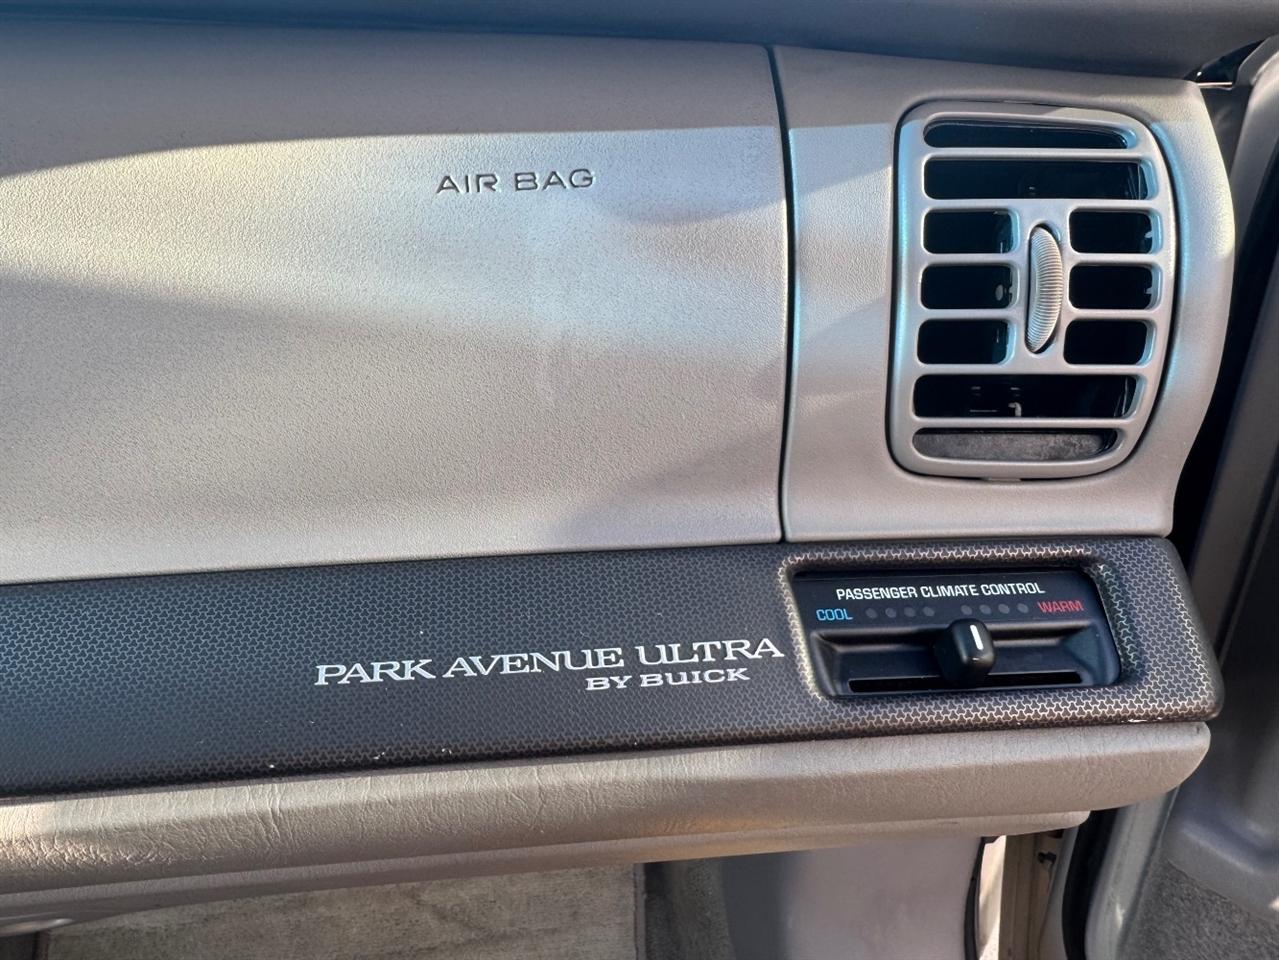 AIR BAG
PASSENGER CLIMATE CONTROL
COOL WARM
PARK AVENUE ULTRA
BY BUICK